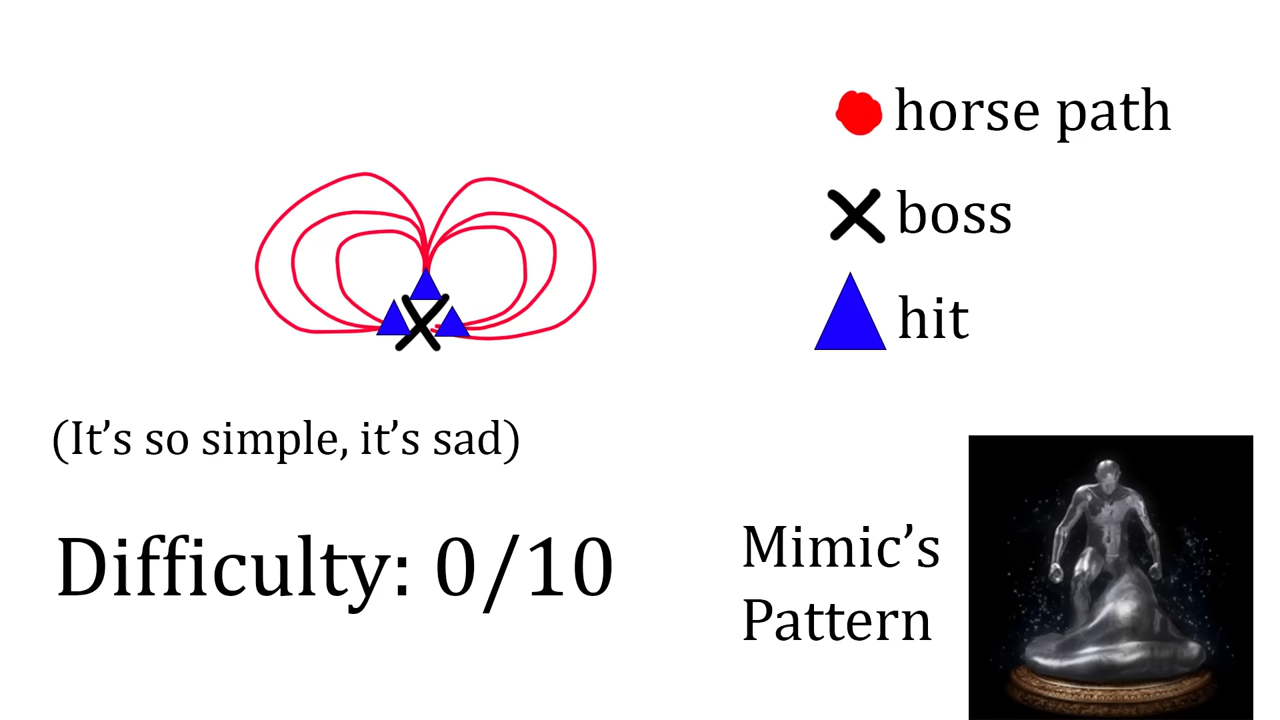 horse path
boss
hit
(It’s so simple, it’s sad)
Difficulty: 0/10
Mimic’s
Pattern